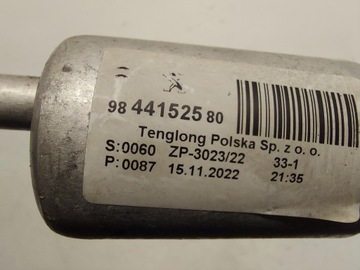 98 441525 80
Tenglong Polska Sp. z o. o.
S:0060 ZP-3023/22 33-1
P:0087 15.11.2022 21:35